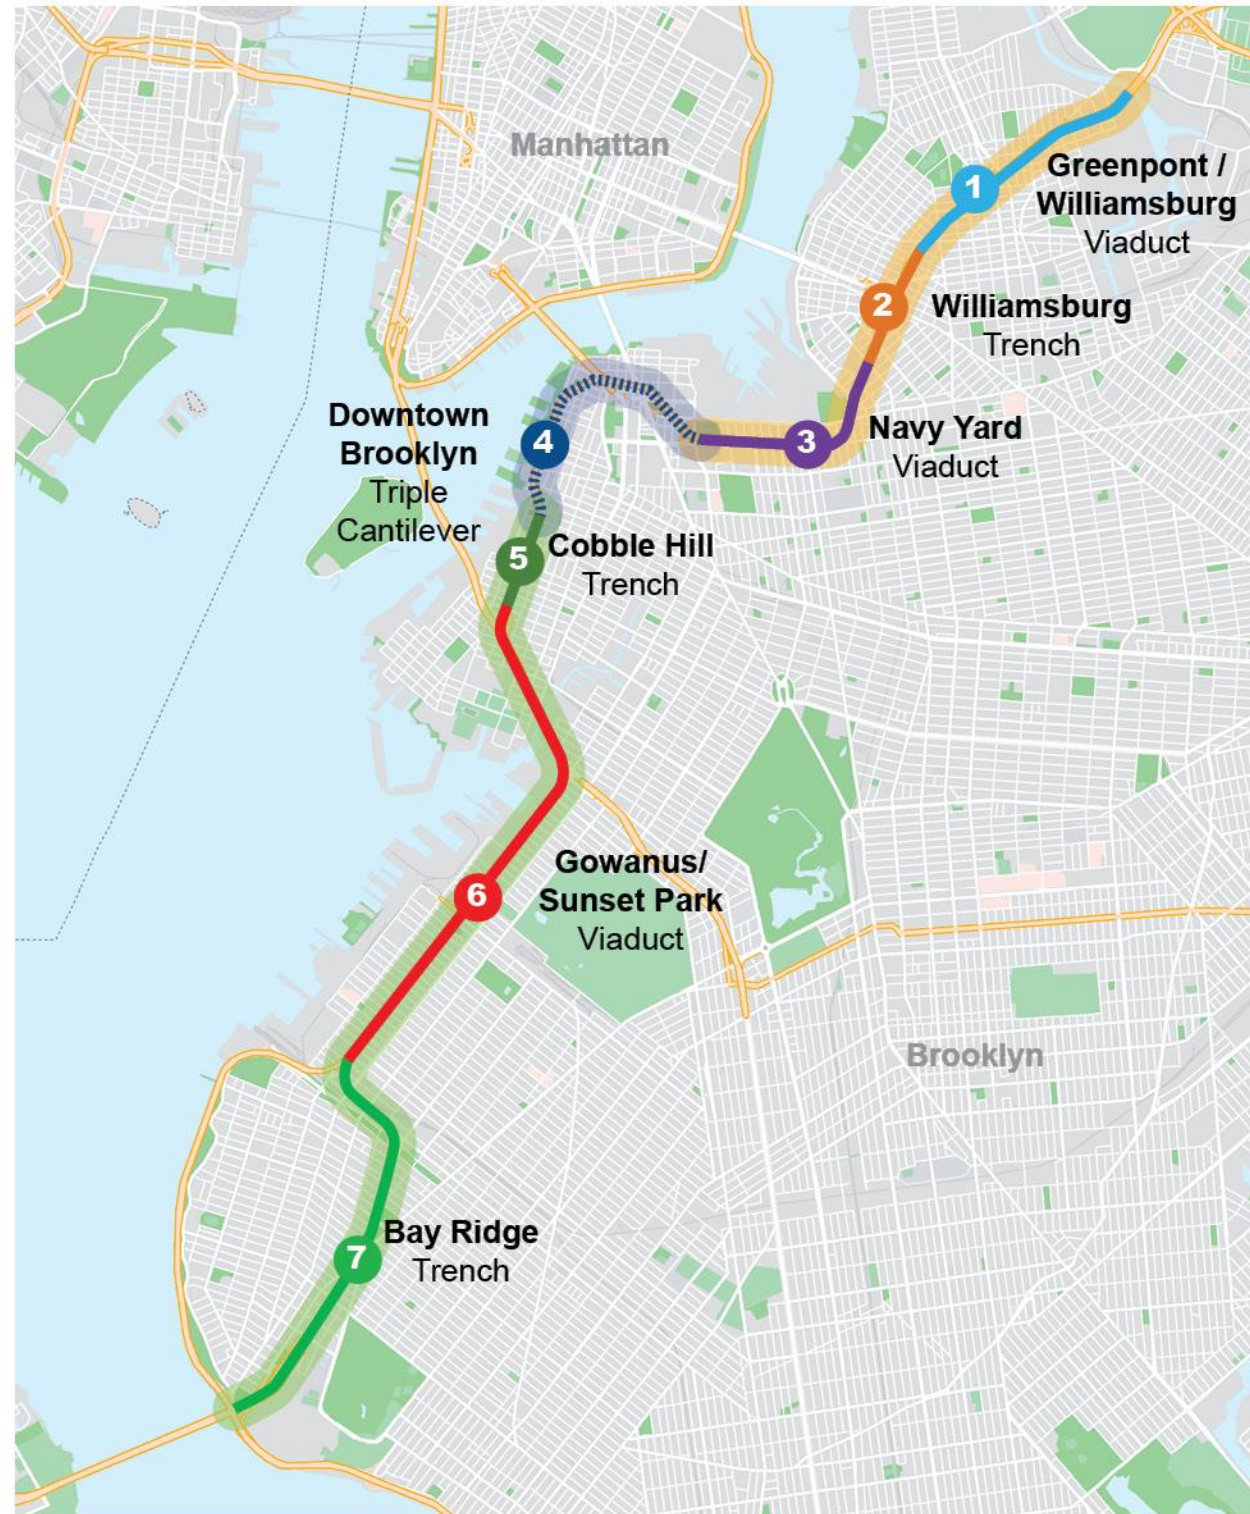 Manhattan
1
Greenpont /
Williamsburg
Viaduct
2
Williamsburg
Trench
3
Navy Yard
Viaduct
4
Downtown
Brooklyn
Triple
Cantilever
5
Cobble Hill
Trench
6
Gowanus/
Sunset Park
Viaduct
Brooklyn
7
Bay Ridge
Trench